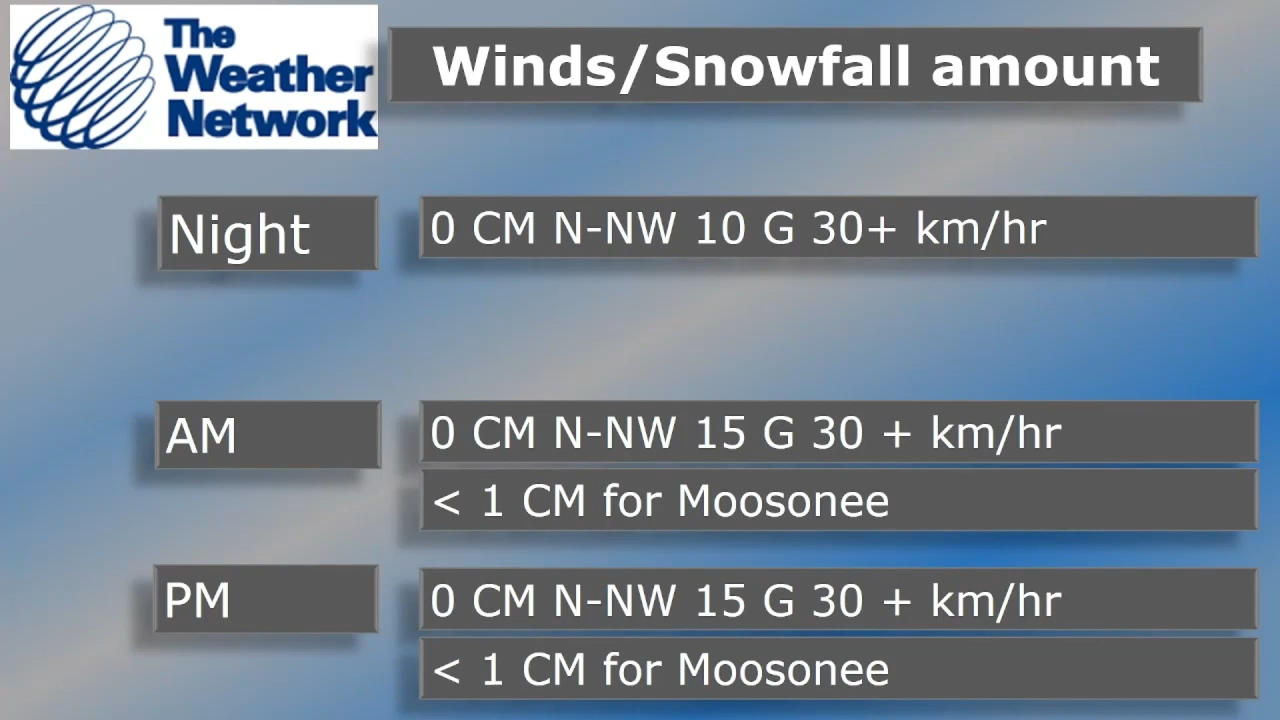 The
Weather
Network
Winds/Snowfall amount
Night
0 CM N-NW 10 G 30+ km/hr
AM
0 CM N-NW 15 G 30 + km/hr
< 1 CM for Moosonee
PM
0 CM N-NW 15 G 30 + km/hr
< 1 CM for Moosonee